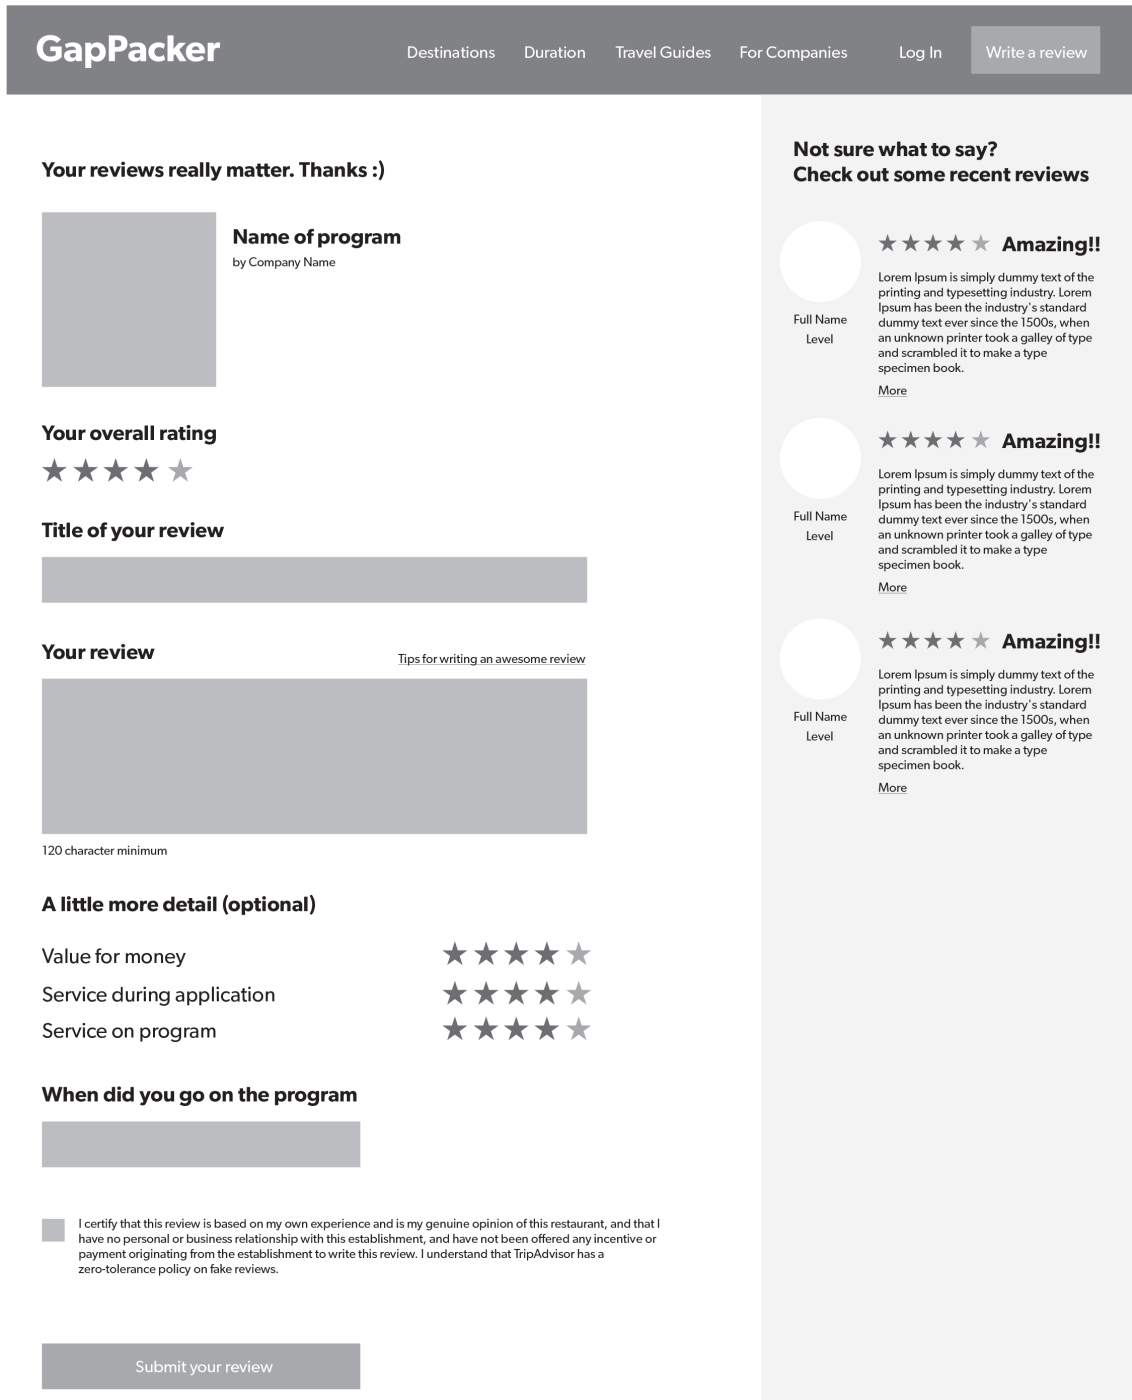 GapPacker
Destinations
Duration
Travel Guides
For Companies
Log In
Write a review
Your reviews really matter. Thanks :)
Name of program
by Company Name
Your overall rating
Title of your review
Your review
Tips for writing an awesome review
120 character minimum
A little more detail (optional)
Value for money
Service during application
Service on program
When did you go on the program
I certify that this review is based on my own experience and is my genuine opinion of this restaurant, and that I
have no personal or business relationship with this establishment, and have not been offered any incentive or
payment originating from the establishment to write this review. I understand that TripAdvisor has a
zero-tolerance policy on fake reviews.
Submit your review
Not sure what to say?
Check out some recent reviews
Amazing!!
Full Name
Level
Lorem Ipsum is simply dummy text of the
printing and typesetting industry. Lorem
Ipsum has been the industry's standard
dummy text ever since the 1500s, when
an unknown printer took a galley of type
and scrambled it to make a type
specimen book.
More
Amazing!!
Full Name
Level
Lorem Ipsum is simply dummy text of the
printing and typesetting industry. Lorem
Ipsum has been the industry's standard
dummy text ever since the 1500s, when
an unknown printer took a galley of type
and scrambled it to make a type
specimen book.
More
Amazing!!
Full Name
Level
Lorem Ipsum is simply dummy text of the
printing and typesetting industry. Lorem
Ipsum has been the industry's standard
dummy text ever since the 1500s, when
an unknown printer took a galley of type
and scrambled it to make a type
specimen book.
More